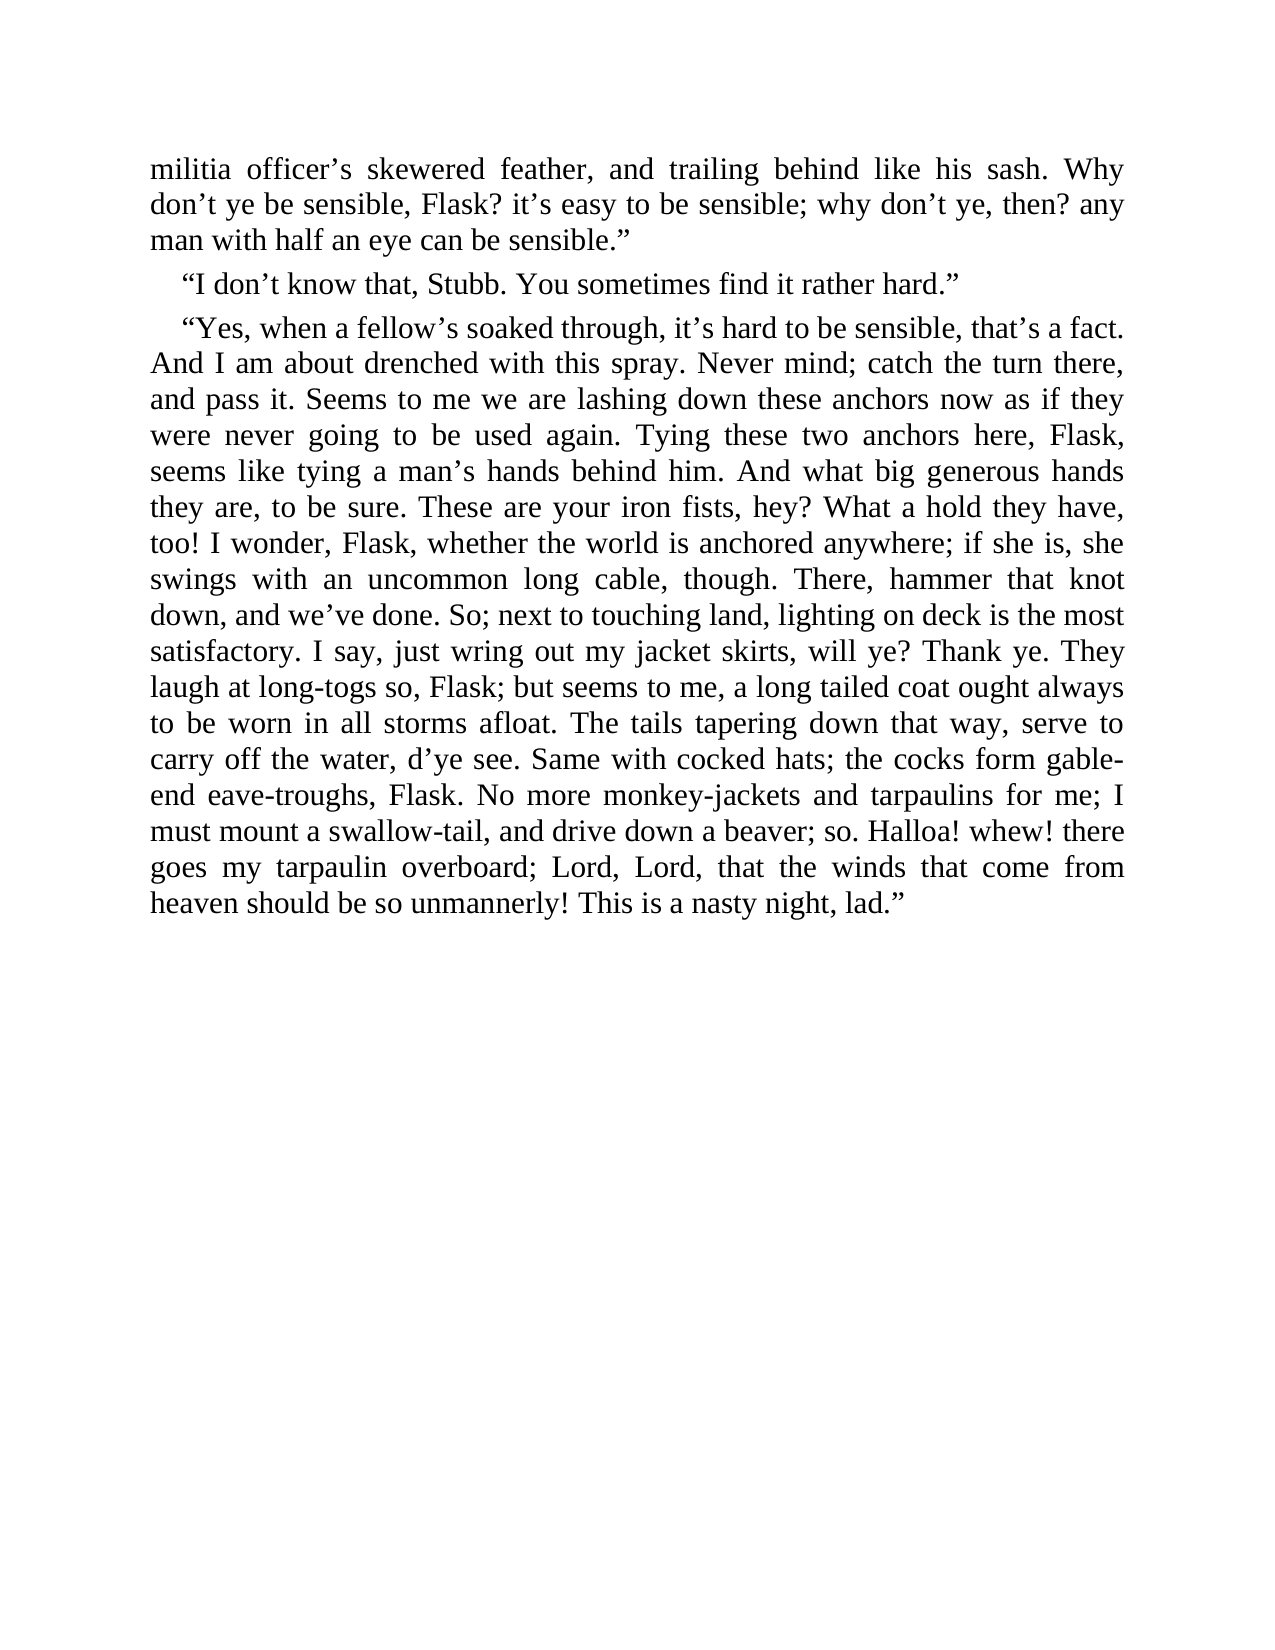 militia officer’s skewered feather, and trailing behind like his sash. Why
don’t ye be sensible, Flask? it’s easy to be sensible; why don’t ye, then? any
man with half an eye can be sensible.”
“I don’t know that, Stubb. You sometimes find it rather hard.”
“Yes, when a fellow’s soaked through, it’s hard to be sensible, that’s a fact.
And I am about drenched with this spray. Never mind; catch the turn there,
and pass it. Seems to me we are lashing down these anchors now as if they
were never going to be used again. Tying these two anchors here, Flask,
seems like tying a man’s hands behind him. And what big generous hands
they are, to be sure. These are your iron fists, hey? What a hold they have,
too! I wonder, Flask, whether the world is anchored anywhere; if she is, she
swings with an uncommon long cable, though. There, hammer that knot
down, and we’ve done. So; next to touching land, lighting on deck is the most
satisfactory. I say, just wring out my jacket skirts, will ye? Thank ye. They
laugh at long-togs so, Flask; but seems to me, a long tailed coat ought always
to be worn in all storms afloat. The tails tapering down that way, serve to
carry off the water, d’ye see. Same with cocked hats; the cocks form gable-
end eave-troughs, Flask. No more monkey-jackets and tarpaulins for me; I
must mount a swallow-tail, and drive down a beaver; so. Halloa! whew! there
goes my tarpaulin overboard; Lord, Lord, that the winds that come from
heaven should be so unmannerly! This is a nasty night, lad.”